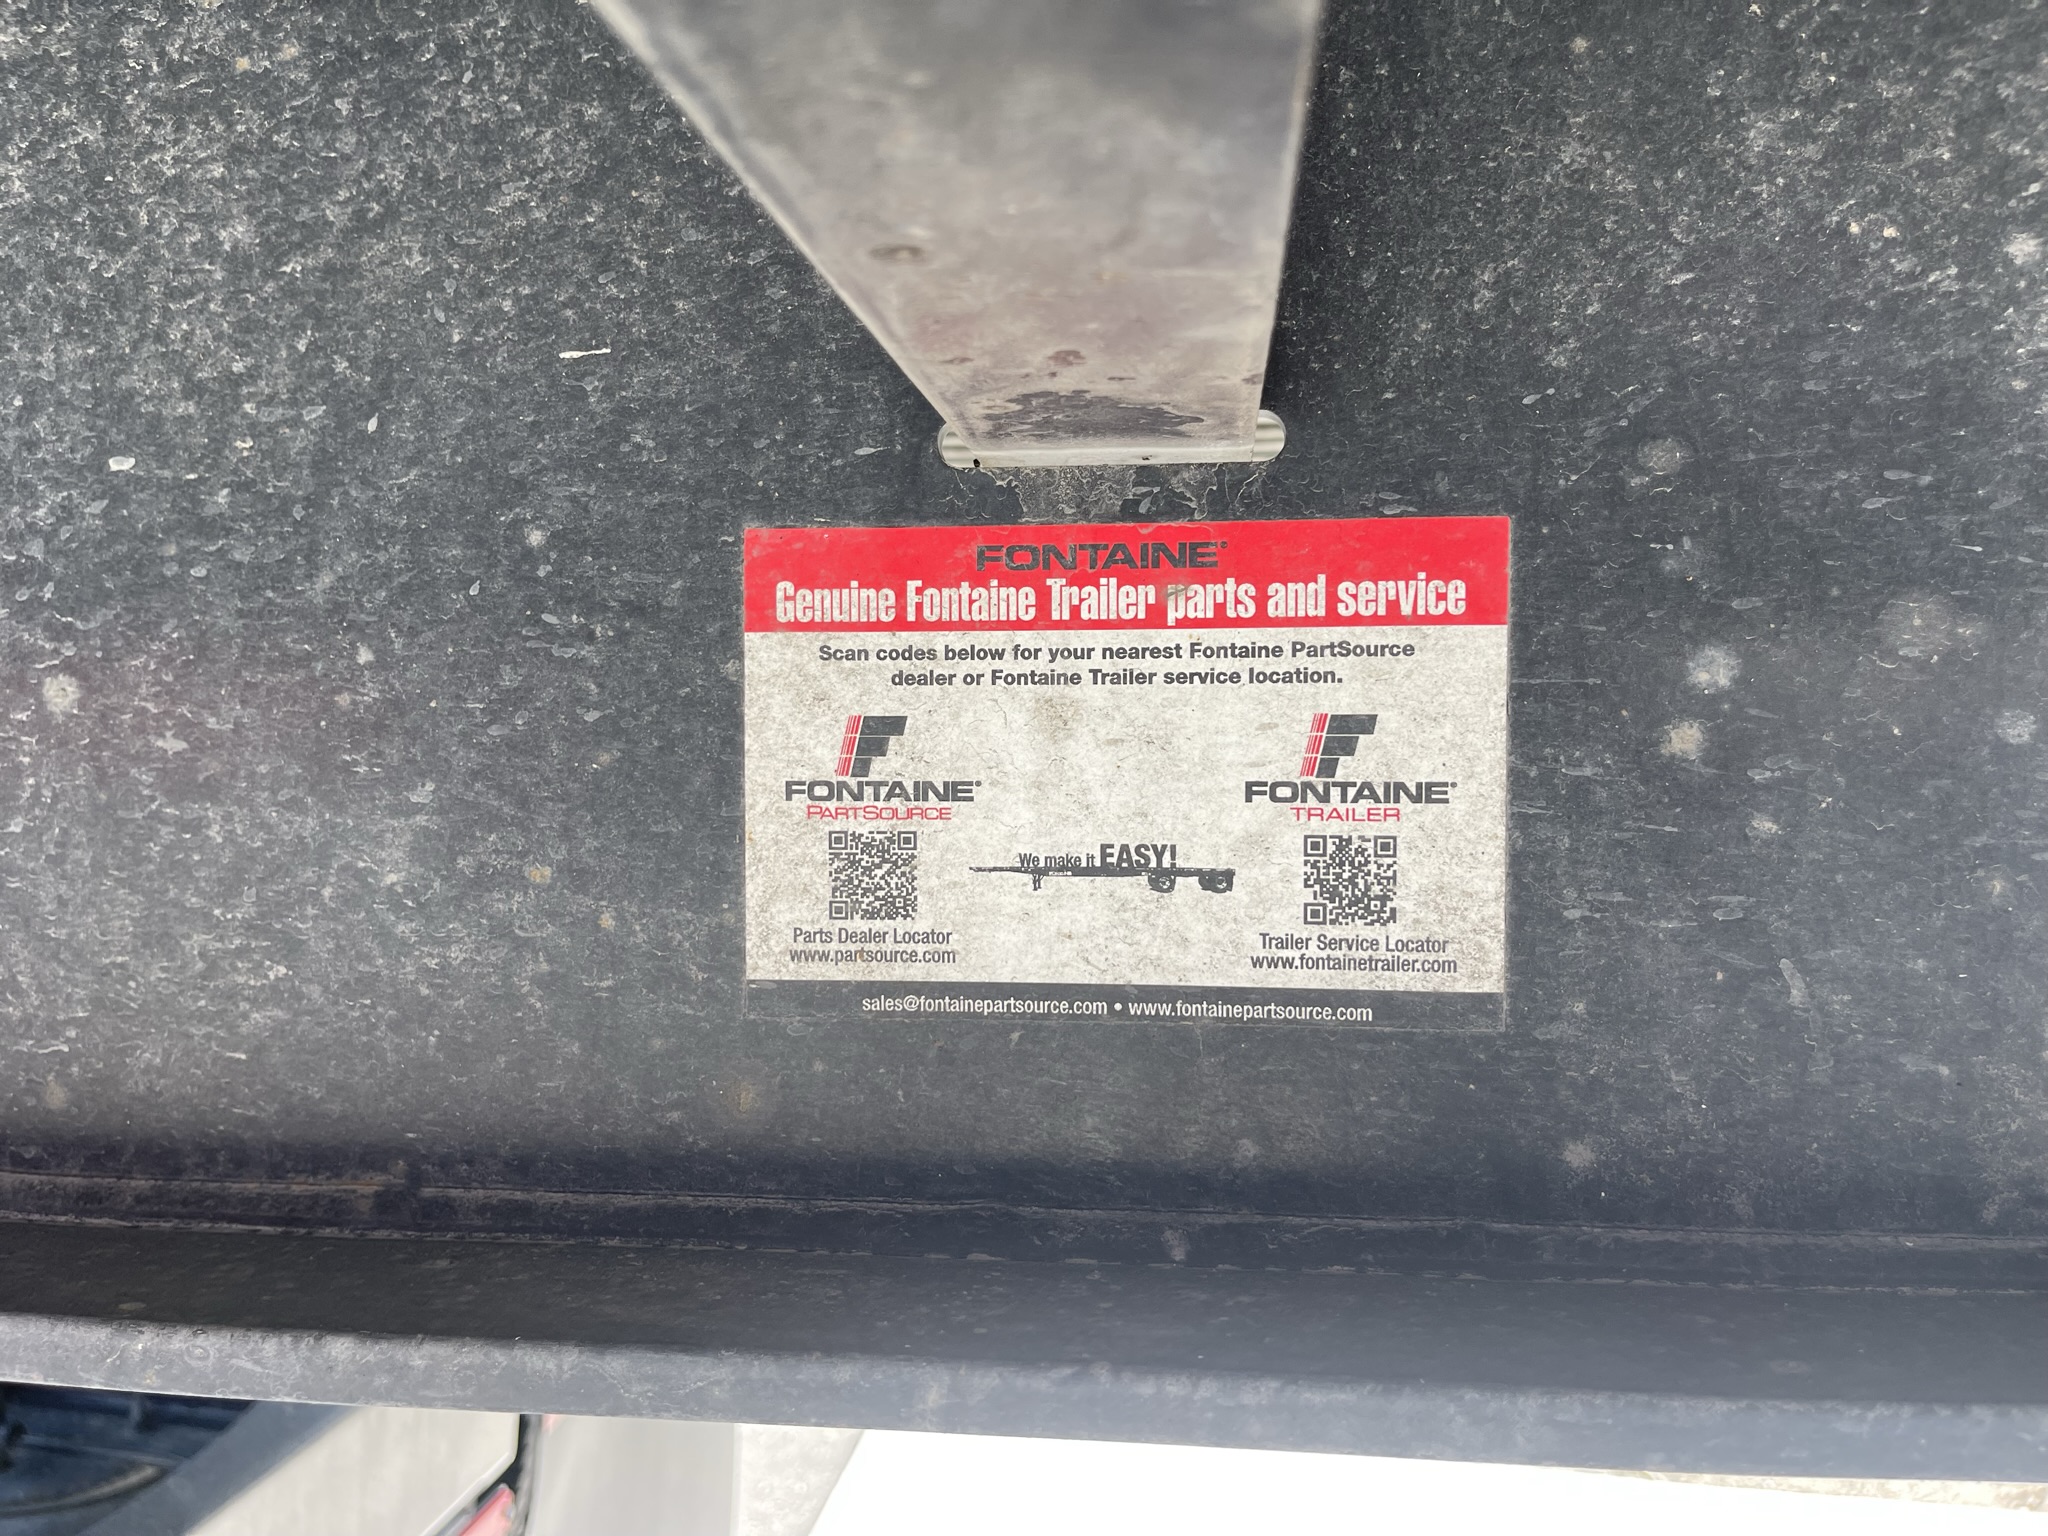 FONTAINE®
Genuine Fontaine Trailer parts and service
Scan codes below for your nearest Fontaine PartSource
dealer or Fontaine Trailer service location.
FONTAINE®
PARTSOURCE
FONTAINE®
TRAILER
We make it EASY!
Parts Dealer Locator
www.partsource.com
Trailer Service Locator
www.fontainetrailer.com
sales@fontainepartsource.com • www.fontainepartsource.com